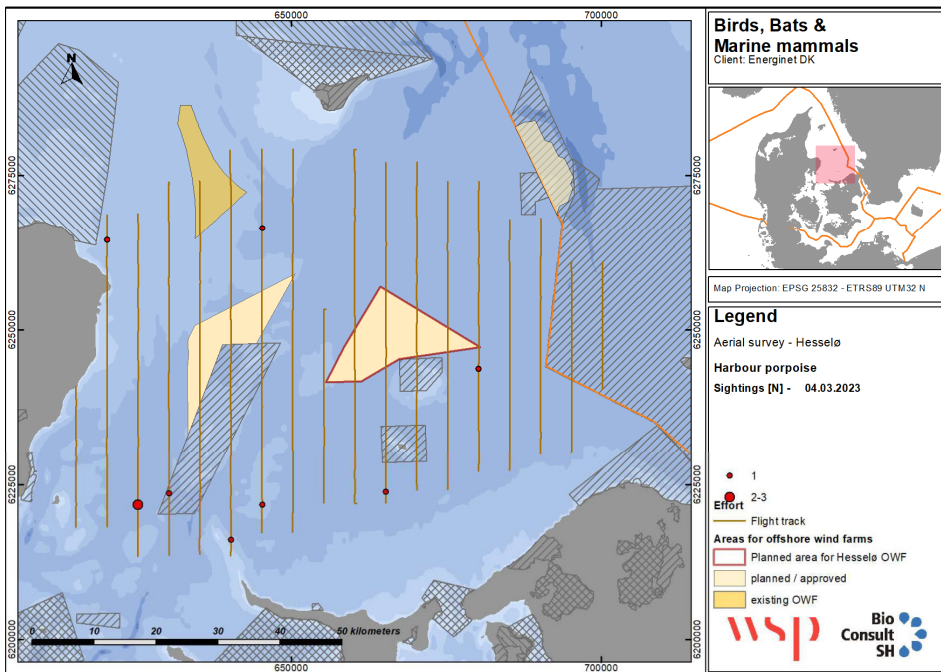 650000
700000
N
6275000
6275000
6250000
6250000
6225000
6225000
6200000
6200000
0 10 20 30 40 50 kilometers
650000
700000
Birds, Bats &
Marine mammals
Client: Energinet DK
Map Projection: EPSG 25832 - ETRS89 UTM32 N
Legend
Aerial survey - Hesselø
Harbour porpoise
Sightings [N] - 04.03.2023
1
2-3
Effort
Flight track
Areas for offshore wind farms
Planned area for Hesselø OWF
planned / approved
existing OWF
wsp
Bio
Consult
SH